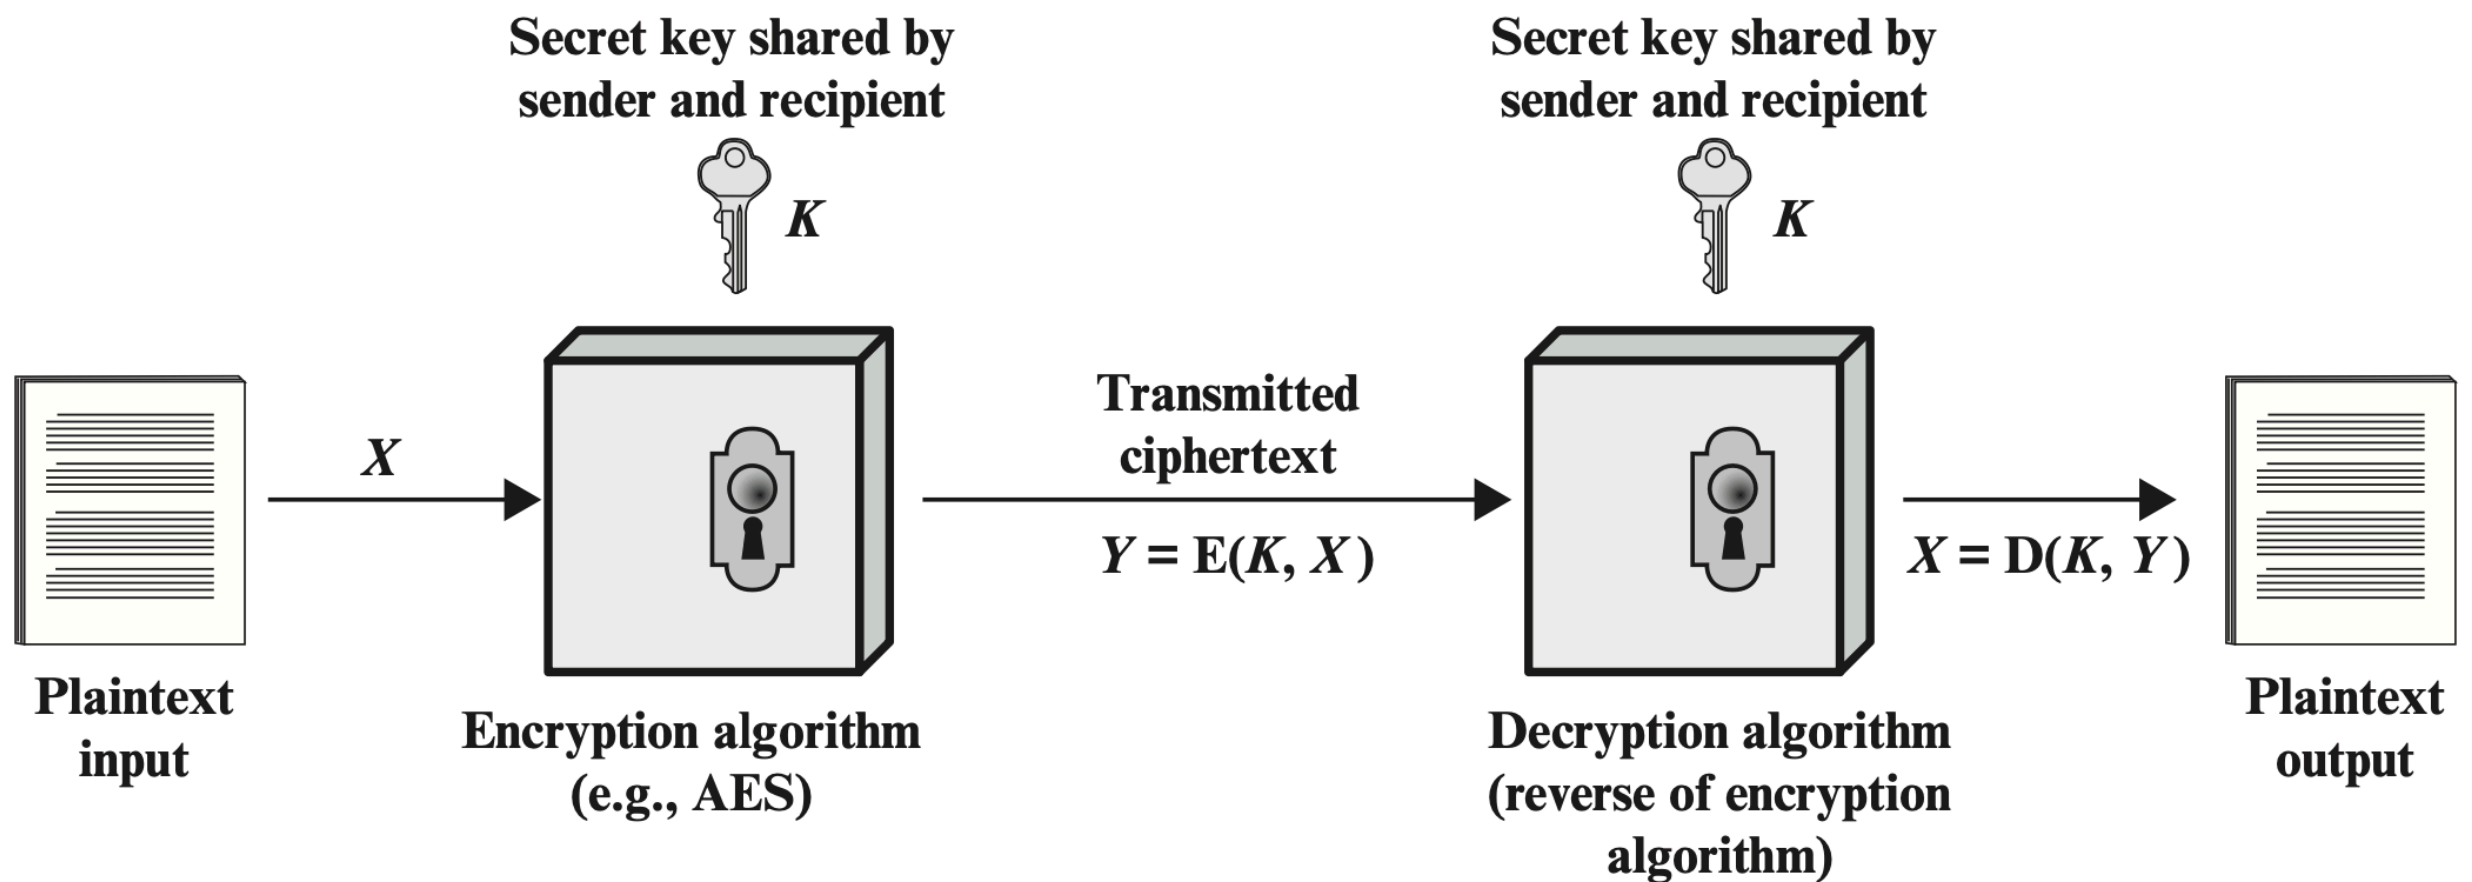 Secret key shared by
sender and recipient
K
Secret key shared by
sender and recipient
K
X
Transmitted
ciphertext
Y = E(K, X)
X = D(K, Y)
Plaintext
input
Encryption algorithm
(e.g., AES)
Decryption algorithm
(reverse of encryption
algorithm)
Plaintext
output